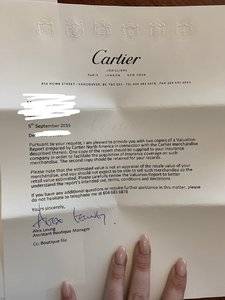 Cartier
JOAILLIERS
PARIS LONDON NEW YORK
5th September 2016
Dear
Pursuant to your request, I am pleased to provide you with two copies of a Valuation
Report prepared by Cartier North America in connection with the Cartier merchandise
described therein. One copy of the report should be supplied to your insurance
company in order to facilitate the acquisition of insurance coverage on such
merchandise. The second copy should be retained for your records.
Please note that the estimated value is not an appraisal of the resale value of your
merchandise, and you should not expect to be able to sell such merchandise at the
retail value estimated. Please carefully review the Valuation Report to better
understand the report's intended use, terms, conditions and definitions.
If you have any additional questions or require further assistance in this matter, please
do not hesitate to telephone me at 604 683 6878
Yours sincerely,
Alex Leung
Assistant Boutique Manager
Cc: Boutique file